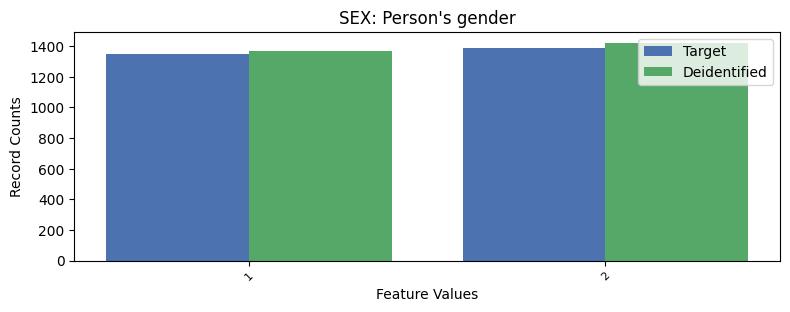 SEX: Person's gender
Target
Deidentified
Record Counts
1400
1200
1000
800
600
400
200
0
1
2
Feature Values